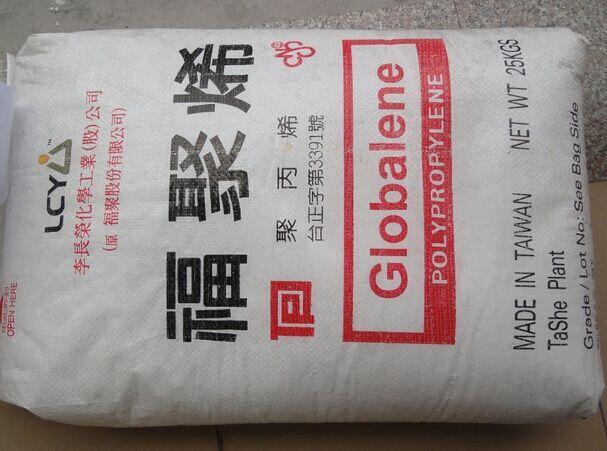 LCY
李長榮化學工業(股)公司
(原 福聚股份有限公司)
福聚烯
聚丙烯
台正字第3391號
Globalene
POLYPROPYLENE
MADE IN TAIWAN NET WT 25KGS
TaShe Plant
Grade / Lot No: See Bag Side
OPEN HERE